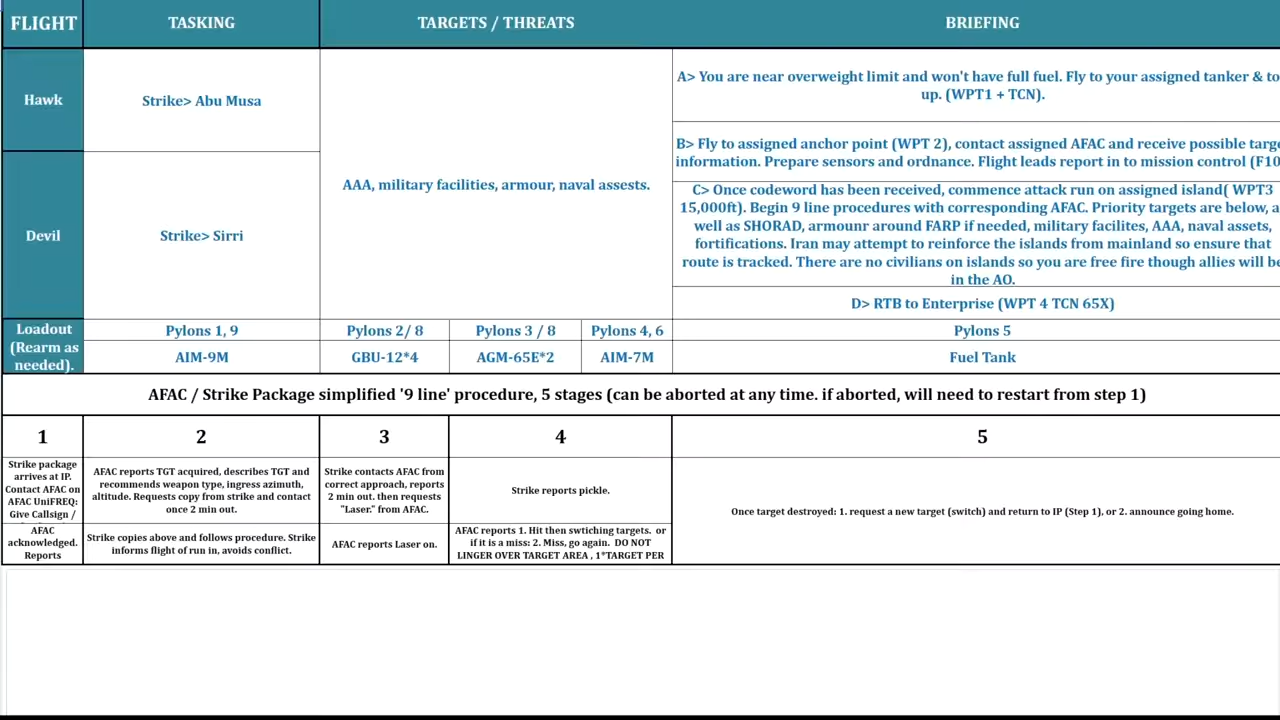 FLIGHT
TASKING
TARGETS / THREATS
BRIEFING
Hawk
Strike> Abu Musa
AAA, military facilities, armour, naval assests.
A> You are near overweight limit and won't have full fuel. Fly to your assigned tanker & to
up. (WPT1 + TCN).
B> Fly to assigned anchor point (WPT 2), contact assigned AFAC and receive possible targe
information. Prepare sensors and ordnance. Flight leads report in to mission control (F10
Devil
Strike> Sirri
C> Once codeword has been received, commence attack run on assigned island( WPT3
15,000ft). Begin 9 line procedures with corresponding AFAC. Priority targets are below, a
well as SHORAD, armounr around FARP if needed, military facilites, AAA, naval assets,
fortifications. Iran may attempt to reinforce the islands from mainland so ensure that
route is tracked. There are no civilians on islands so you are free fire though allies will be
in the AO.
D> RTB to Enterprise (WPT 4 TCN 65X)
Loadout
(Rearm as
needed).
Pylons 1, 9
Pylons 2/ 8
Pylons 3 / 8
Pylons 4, 6
Pylons 5
AIM-9M
GBU-12*4
AGM-65E*2
AIM-7M
Fuel Tank
AFAC / Strike Package simplified '9 line' procedure, 5 stages (can be aborted at any time. if aborted, will need to restart from step 1)
1
2
3
4
5
Strike package
arrives at IP.
Contact AFAC on
AFAC UniFREQ:
Give Callsign /
AFAC reports TGT acquired, describes TGT and
recommends weapon type, ingress azimuth,
altitude. Requests copy from strike and contact
once 2 min out.
Strike contacts AFAC from
correct approach, reports
2 min out. then requests
"Laser." from AFAC.
Strike reports pickle.
Once target destroyed: 1. request a new target (switch) and return to IP (Step 1). or 2. announce going home.
AFAC
acknowledged.
Reports
Strike copies above and follows procedure. Strike
informs flight of run in, avoids conflict.
AFAC reports Laser on.
AFAC reports 1. Hit then swtiching targets. or
if it is a miss: 2. Miss, go again. DO NOT
LINGER OVER TARGET AREA , 1*TARGET PER